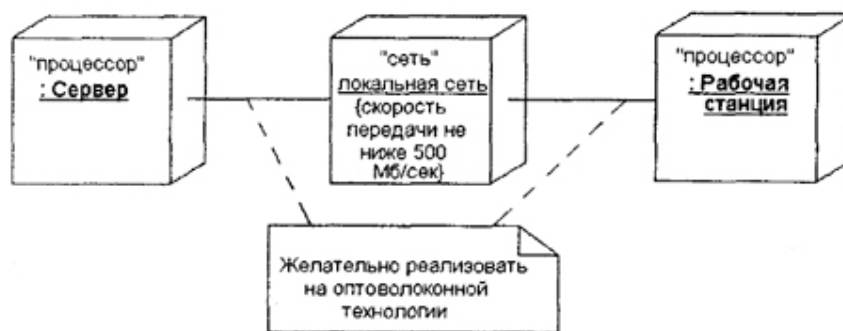 "процессор"
: Сервер
"сеть"
локальная сеть
{скорость
передачи не
ниже 500
Мб/сек}
"процессор"
: Рабочая
станция
Желательно реализовать
на оптоволоконной
технологии